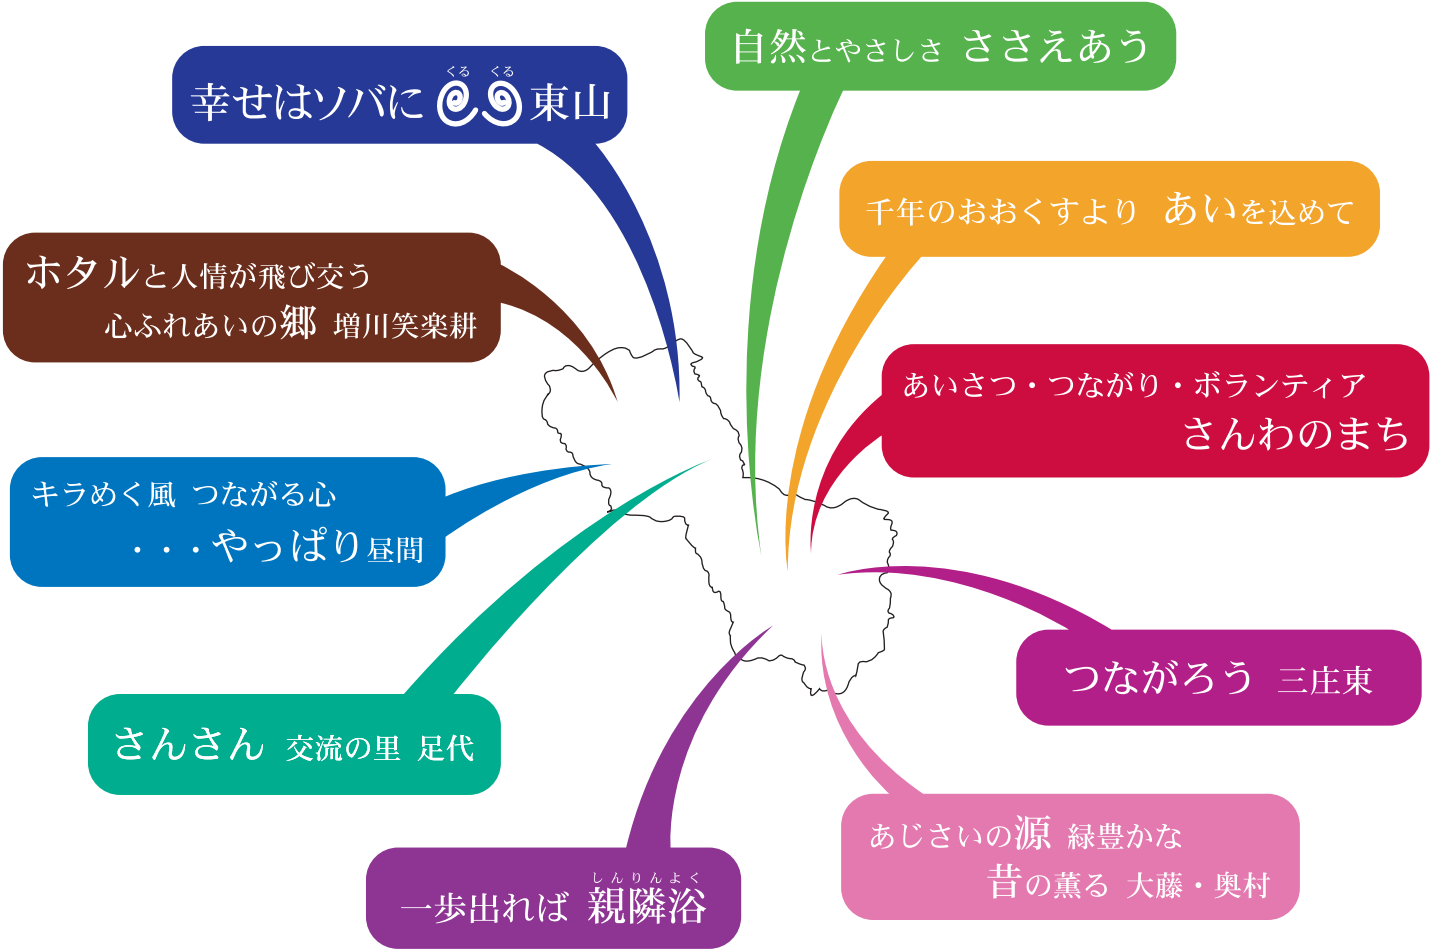 自然とやさしさ ささえあう
くる くる
幸せはソバに 東山
千年のおおくすより あいを込めて
ホタルと人情が飛び交う
心ふれあいの郷 増川笑楽耕
あいさつ・つながり・ボランティア
さんわのまち
キラめく風 つながる心
・・・やっぱり昼間
つながろう 三庄東
さんさん 交流の里 足代
あじさいの源 緑豊かな
昔の薫る 大藤・奥村
しんりんよく
一歩出れば 親隣浴